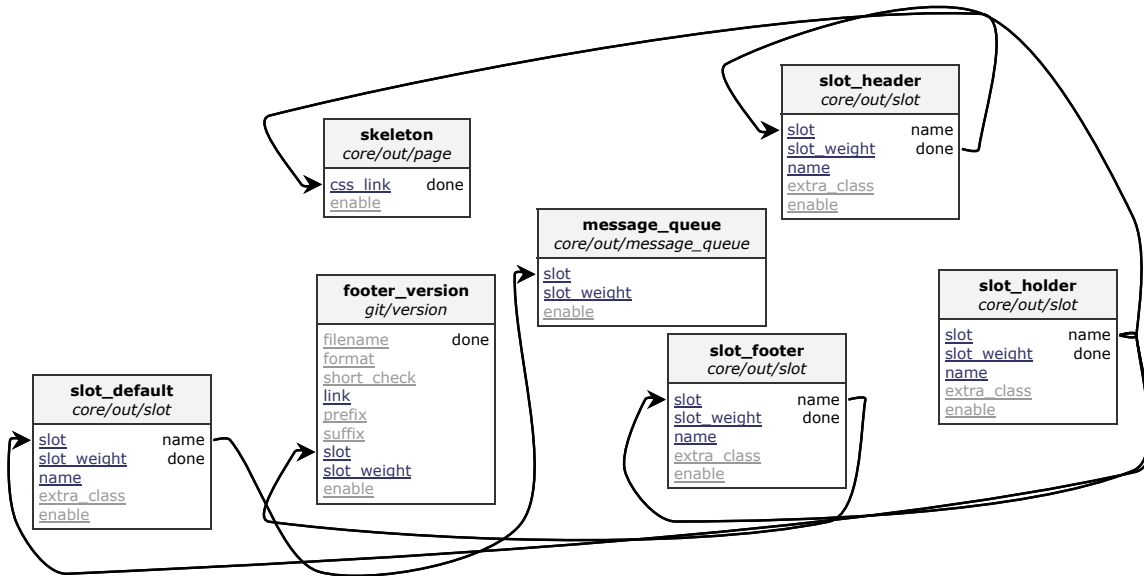 slot_header
core/out/slot
slot name
slot_weight done
name
extra_class
enable
skeleton
core/out/page
css_link done
enable
message_queue
core/out/message_queue
slot
slot_weight
enable
footer_version
git/version
filename done
format
short_check
link
prefix
suffix
slot
slot_weight
enable
slot_holder
core/out/slot
slot name
slot_weight done
name
extra_class
enable
slot_footer
core/out/slot
slot name
slot_weight done
name
extra_class
enable
slot_default
core/out/slot
slot name
slot_weight done
name
extra_class
enable